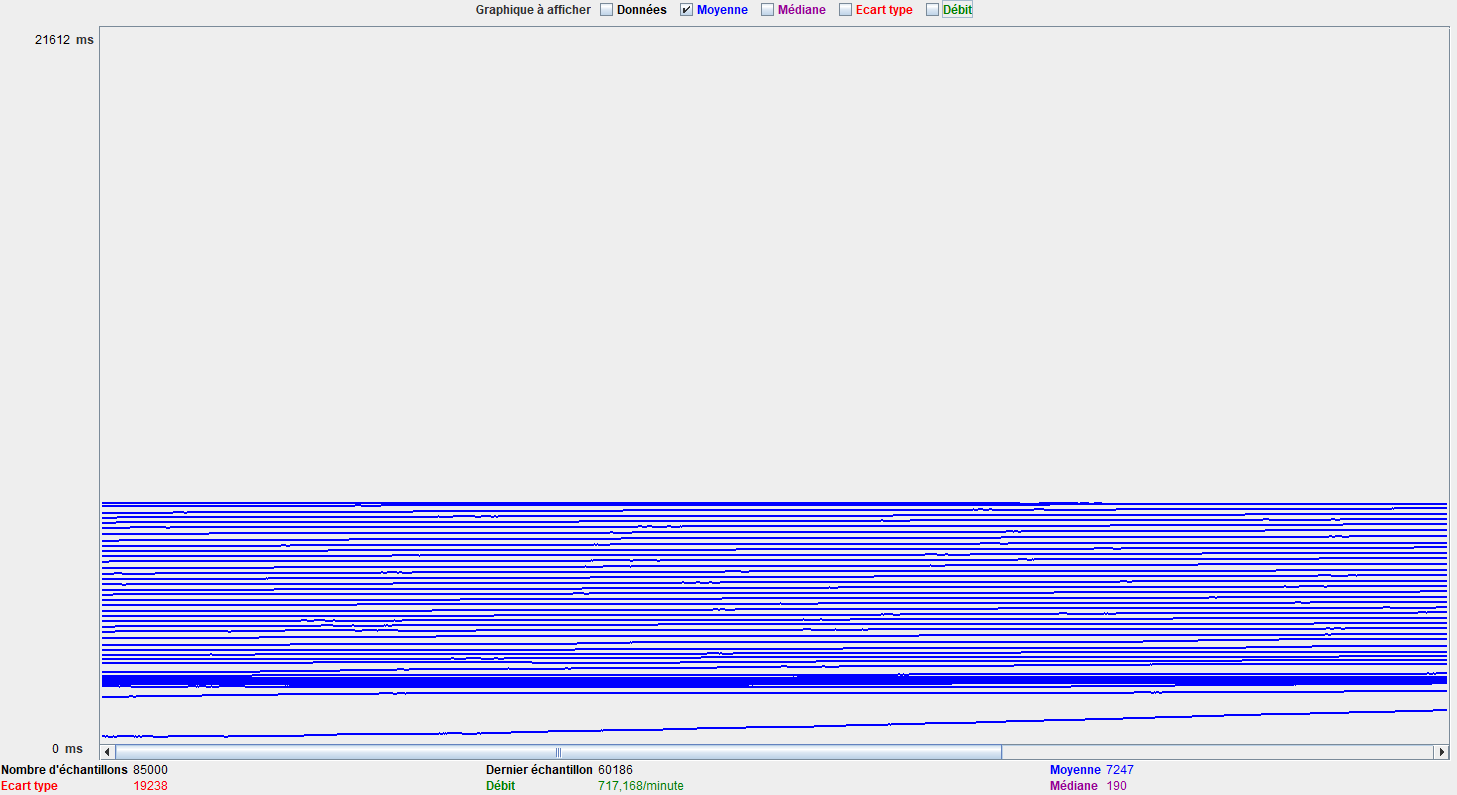 Graphique à afficher Données Moyenne Médiane Ecart type Débit
21612 ms
0 ms
Nombre d'échantillons 85000 Dernier échantillon 60186 Moyenne 7247
Ecart type 19238 Débit 717,168/minute Médiane 190